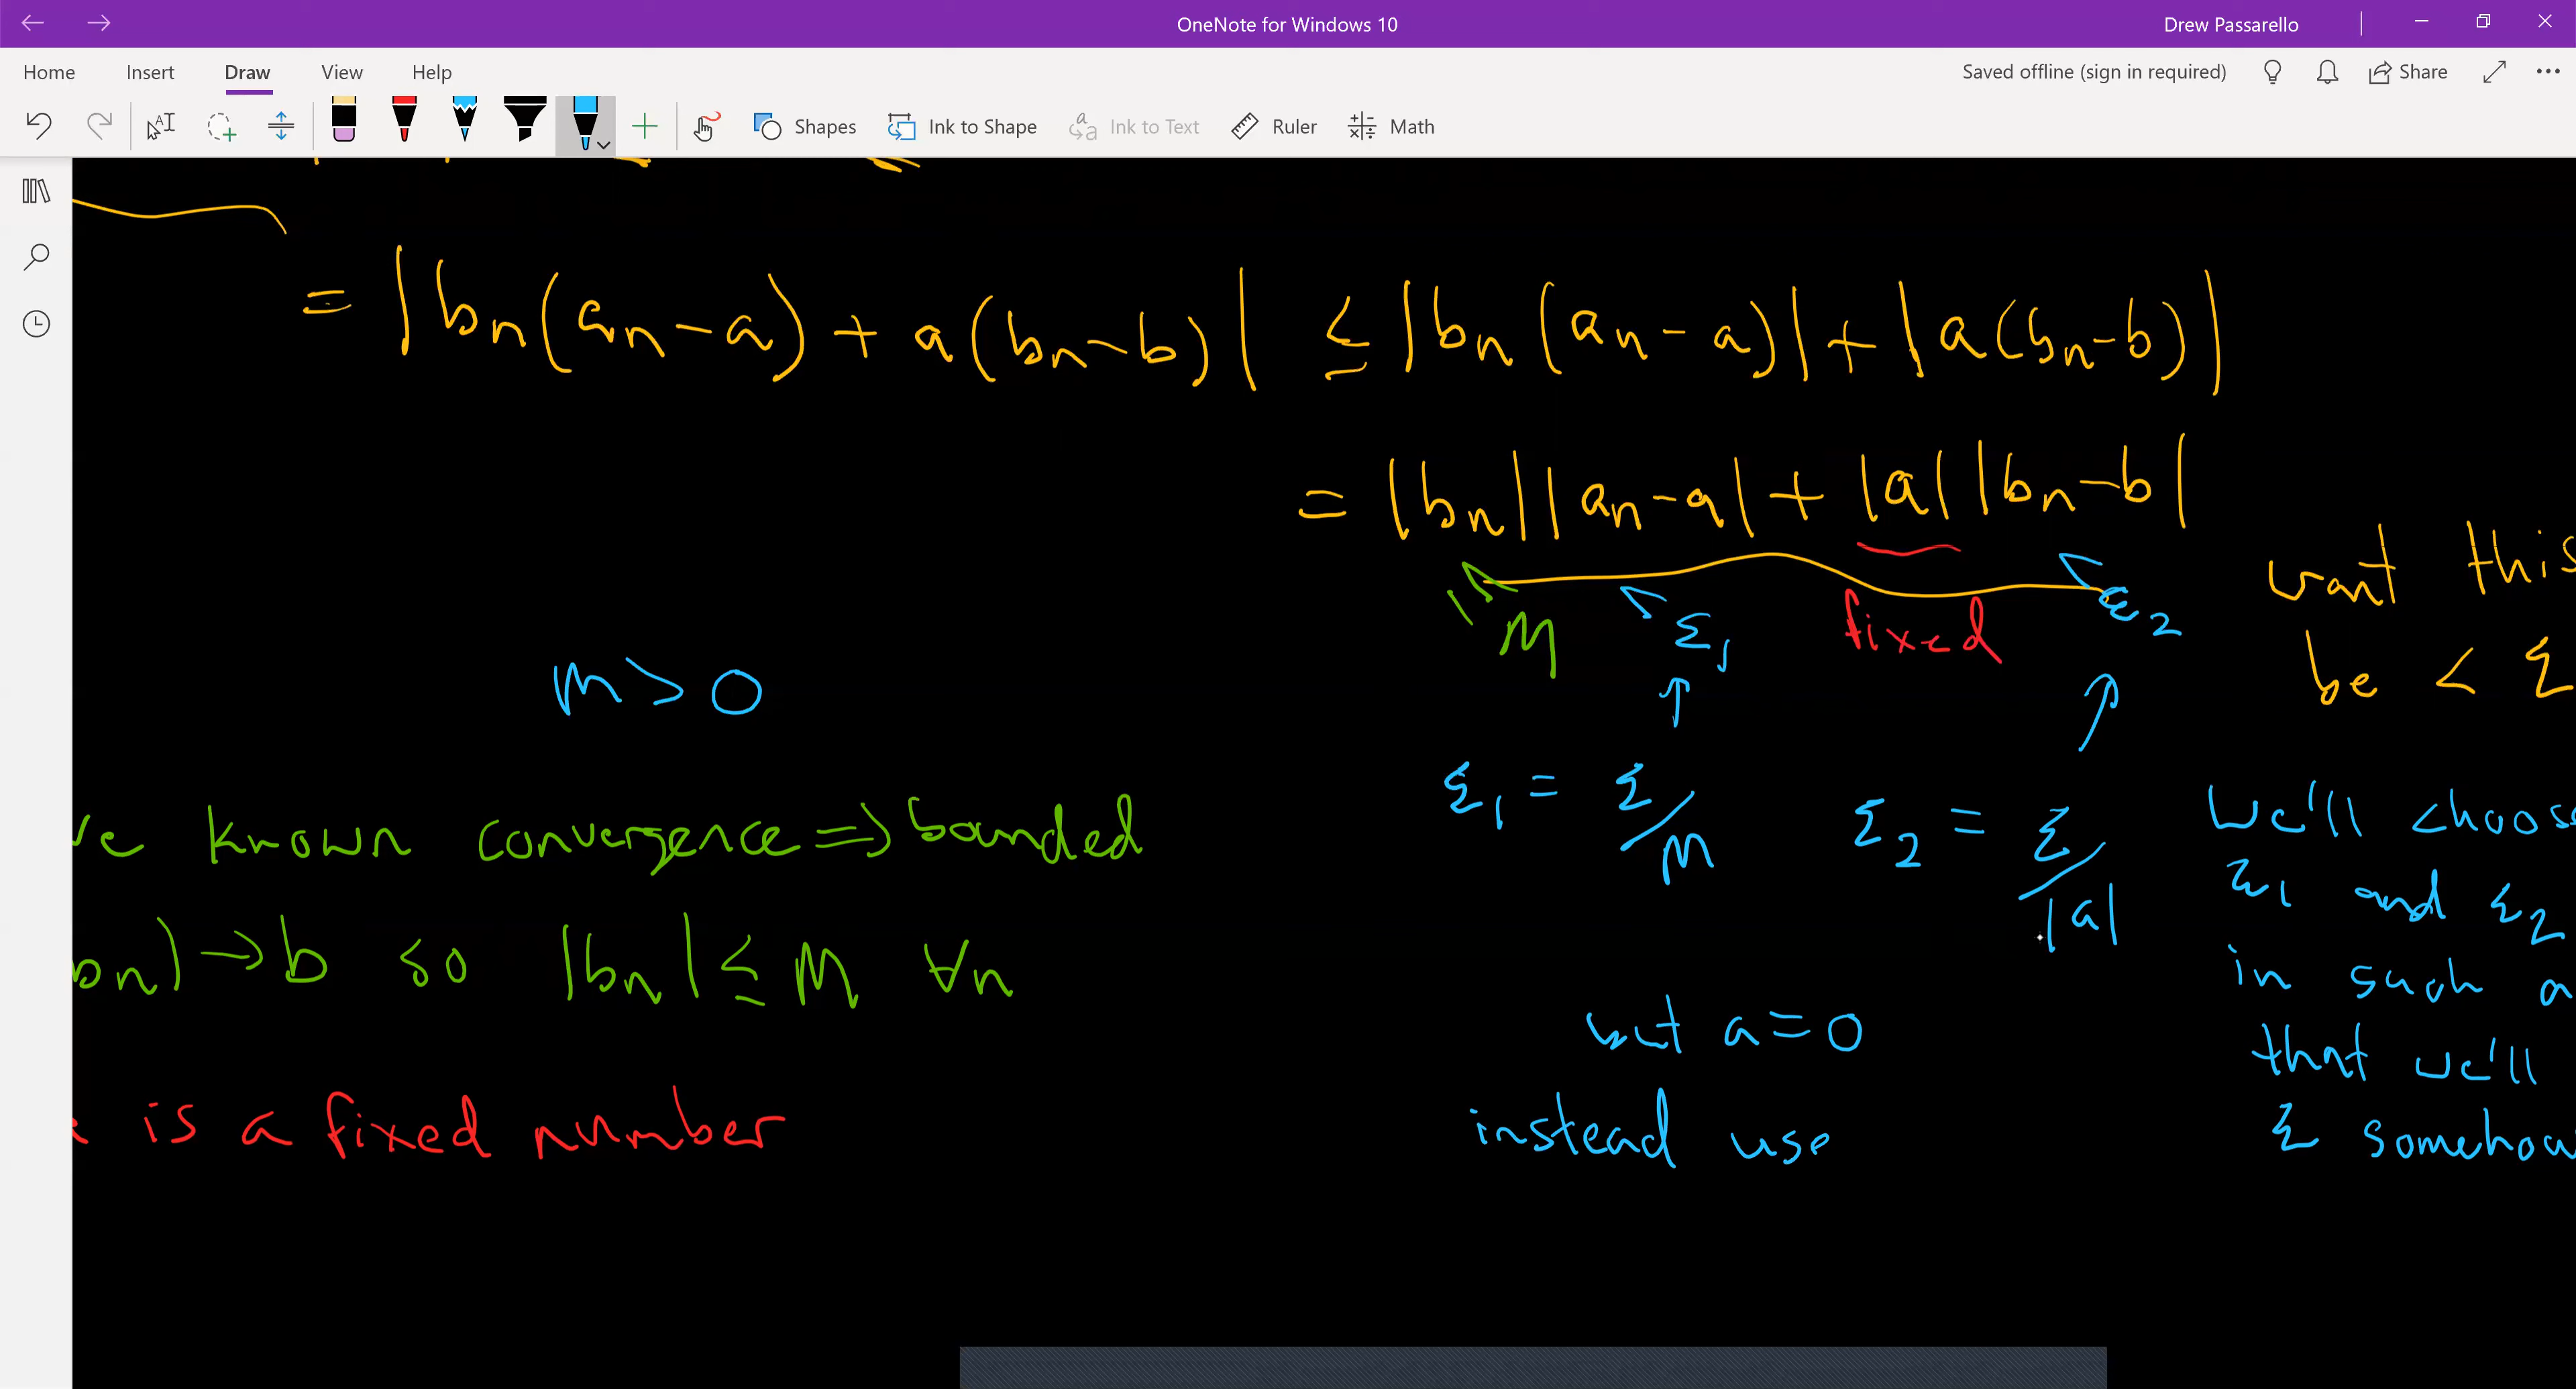 OneNote for Windows 10
Drew Passarello
Home Insert Draw View Help
Saved offline (sign in required) Share
Shapes Ink to Shape Ink to Text Ruler Math
= |bn(an-a) + a(bn-b)| ≤ |bn(an-a)| + |a(bn-b)|
= |bn||an-a| + |a||bn-b|
M ε1 fixed ε2
want this
be < ε
M > 0
ε1 = ε/M ε2 = ε/|a|
we'll choose
ε1 and ε2
in such a
that we'll
ε somehow
known convergence => bounded
bn) → b so |bn| ≤ M ∀n
is a fixed number
but a = 0
instead use